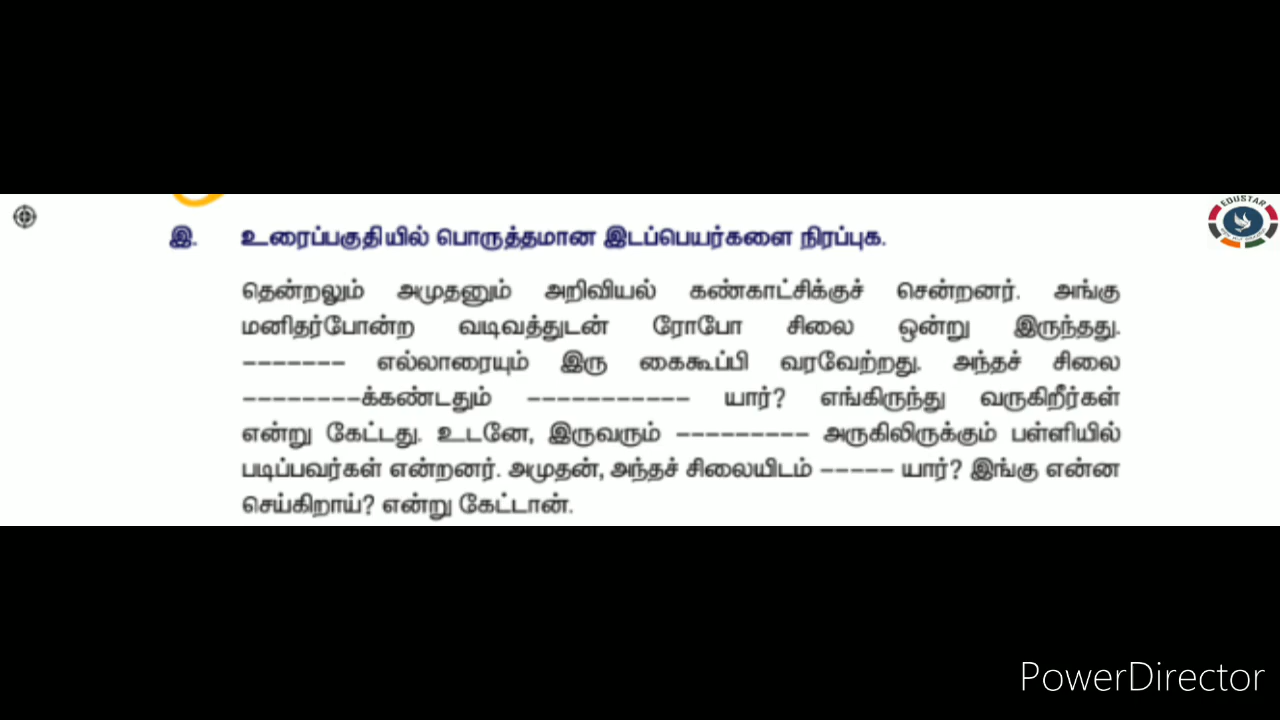 EDUSTAR
இ. உரைப்பகுதியில் பொருத்தமான இடப்பெயர்களை நிரப்புக.
தென்றலும் அமுதனும் அறிவியல் கண்காட்சிக்குச் சென்றனர். அங்கு
மனிதர்போன்ற வடிவத்துடன் ரோபோ சிலை ஒன்று இருந்தது.
------- எல்லாரையும் இரு கைகூப்பி வரவேற்றது. அந்தச் சிலை
--------க்கண்டதும் ----------- யார்? எங்கிருந்து வருகிறீர்கள்
என்று கேட்டது. உடனே, இருவரும் --------- அருகிலிருக்கும் பள்ளியில்
படிப்பவர்கள் என்றனர். அமுதன், அந்தச் சிலையிடம் ----- யார்? இங்கு என்ன
செய்கிறாய்? என்று கேட்டான்.
PowerDirector